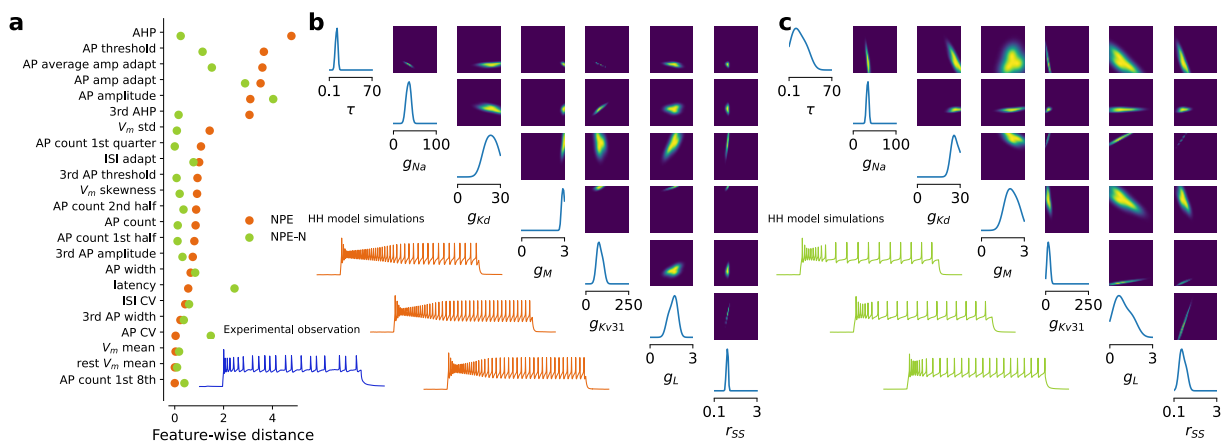 a
AHP
AP threshold
AP average amp adapt
AP amp adapt
AP amplitude
3rd AHP
Vm std
AP count 1st quarter
ISI adapt
3rd AP threshold
Vm skewness
AP count 2nd half
AP count
AP count 1st half
3rd AP amplitude
AP width
latency
ISI CV
3rd AP width
AP CV
Vm mean
rest Vm mean
AP count 1st 8th
0 2 4
Feature-wise distance
NPE
NPE-N
Experimental observation
b
0.1 70
τ
0 100
gNa
0 30
gKd
0 3
gM
0 250
gKv31
0 3
gL
0.1 3
rSS
HH model simulations
c
0.1 70
τ
0 100
gNa
0 30
gKd
0 3
gM
0 250
gKv31
0 3
gL
0.1 3
rSS
HH model simulations